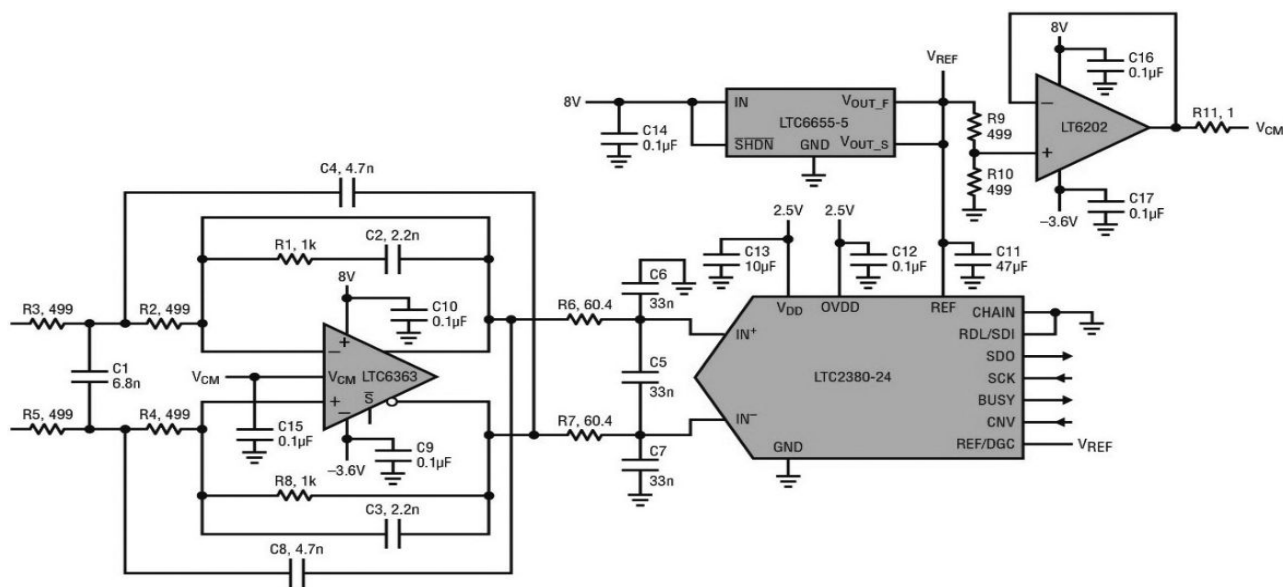 8V
C16
0.1µF
VREF
8V
IN
VOUT_F
LTC6655-5
SHDN
GND
VOUT_S
C14
0.1µF
R9
499
R10
499
−
+
LT6202
R11, 1
VCM
C17
0.1µF
−3.6V
C4, 4.7n
R1, 1k
C2, 2.2n
8V
C10
0.1µF
R3, 499
R2, 499
C1
6.8n
R5, 499
R4, 499
VCM
+
−
VCM
LTC6363
+
−
S
C15
0.1µF
−3.6V
C9
0.1µF
R8, 1k
C3, 2.2n
C8, 4.7n
R6, 60.4
R7, 60.4
C6
33n
C5
33n
C7
33n
2.5V
2.5V
C13
10µF
C12
0.1µF
C11
47µF
VDD
OVDD
REF
IN+
IN−
LTC2380-24
GND
CHAIN
RDL/SDI
SDO
SCK
BUSY
CNV
REF/DGC
VREF